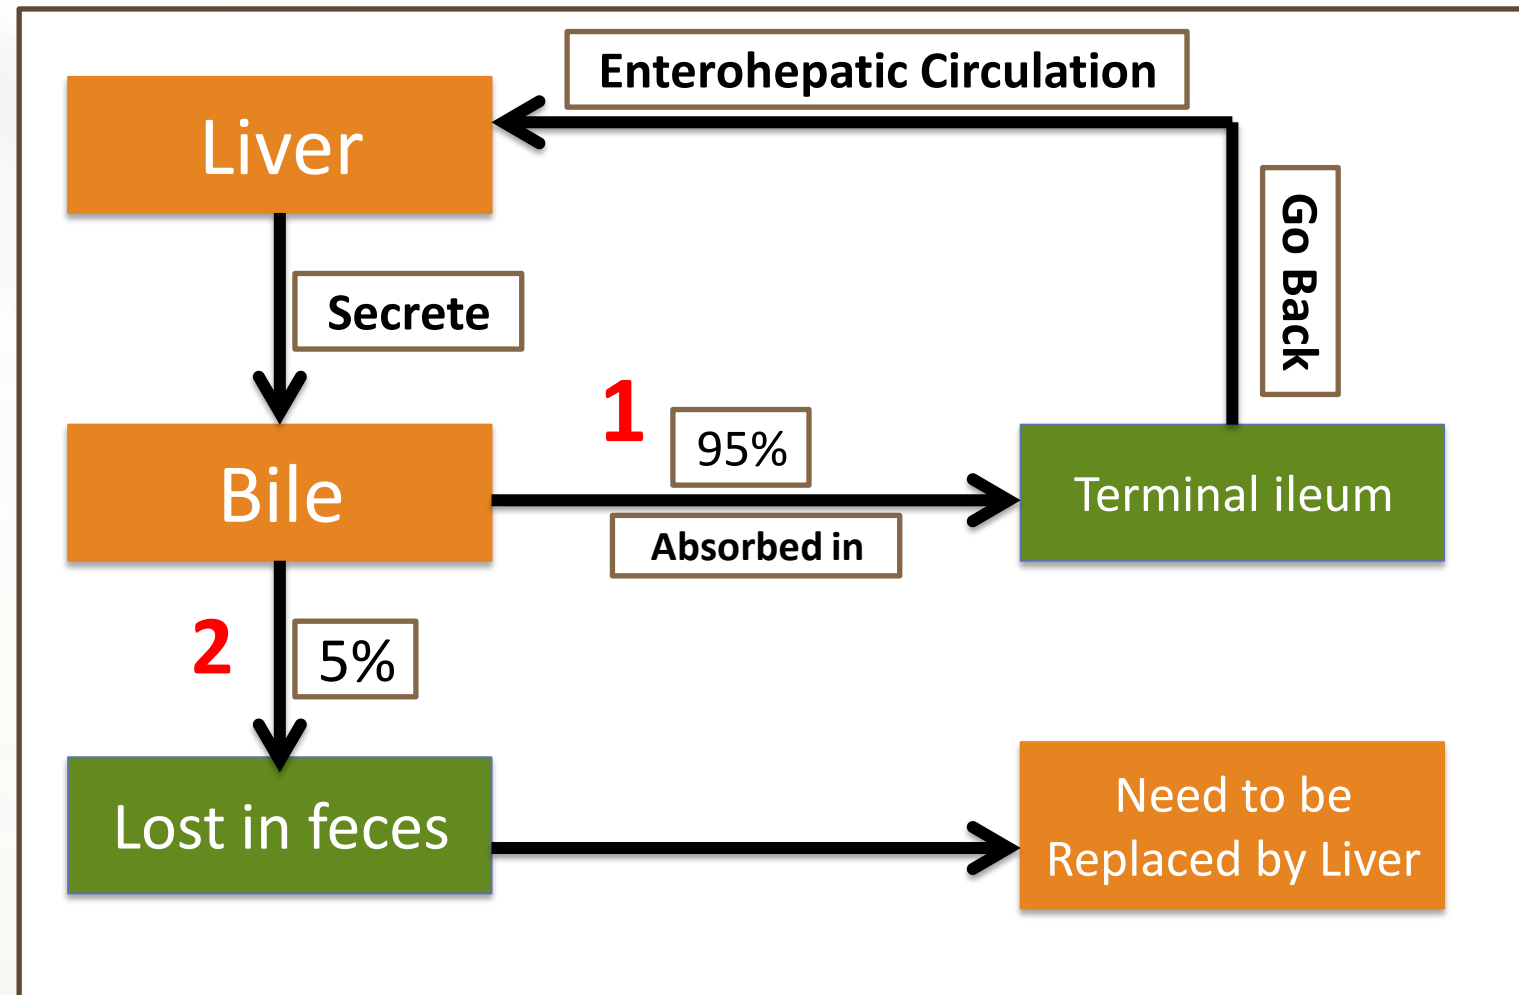 Enterohepatic Circulation
Liver
Go Back
Secrete
1
95%
Bile
Terminal ileum
Absorbed in
2
5%
Lost in feces
Need to be
Replaced by Liver